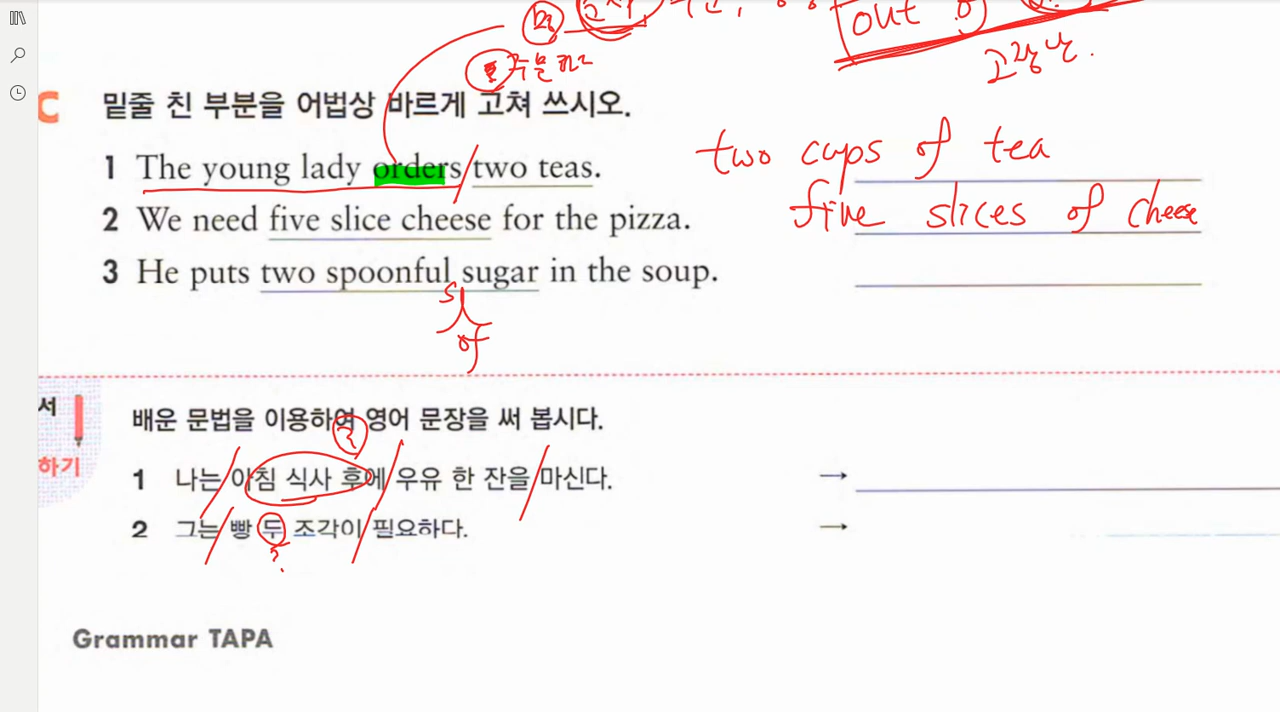 out of
고장난.
C 밑줄 친 부분을 어법상 바르게 고쳐 쓰시오.
1 The young lady orders two teas. two cups of tea
2 We need five slice cheese for the pizza. five slices of cheese
3 He puts two spoonful sugar in the soup.
s
of
서
배운 문법을 이용하여 영어 문장을 써 봅시다.
하기
1 나는 아침 식사 후에 우유 한 잔을 마신다. →
2 그는 빵 두 조각이 필요하다. →
Grammar TAPA